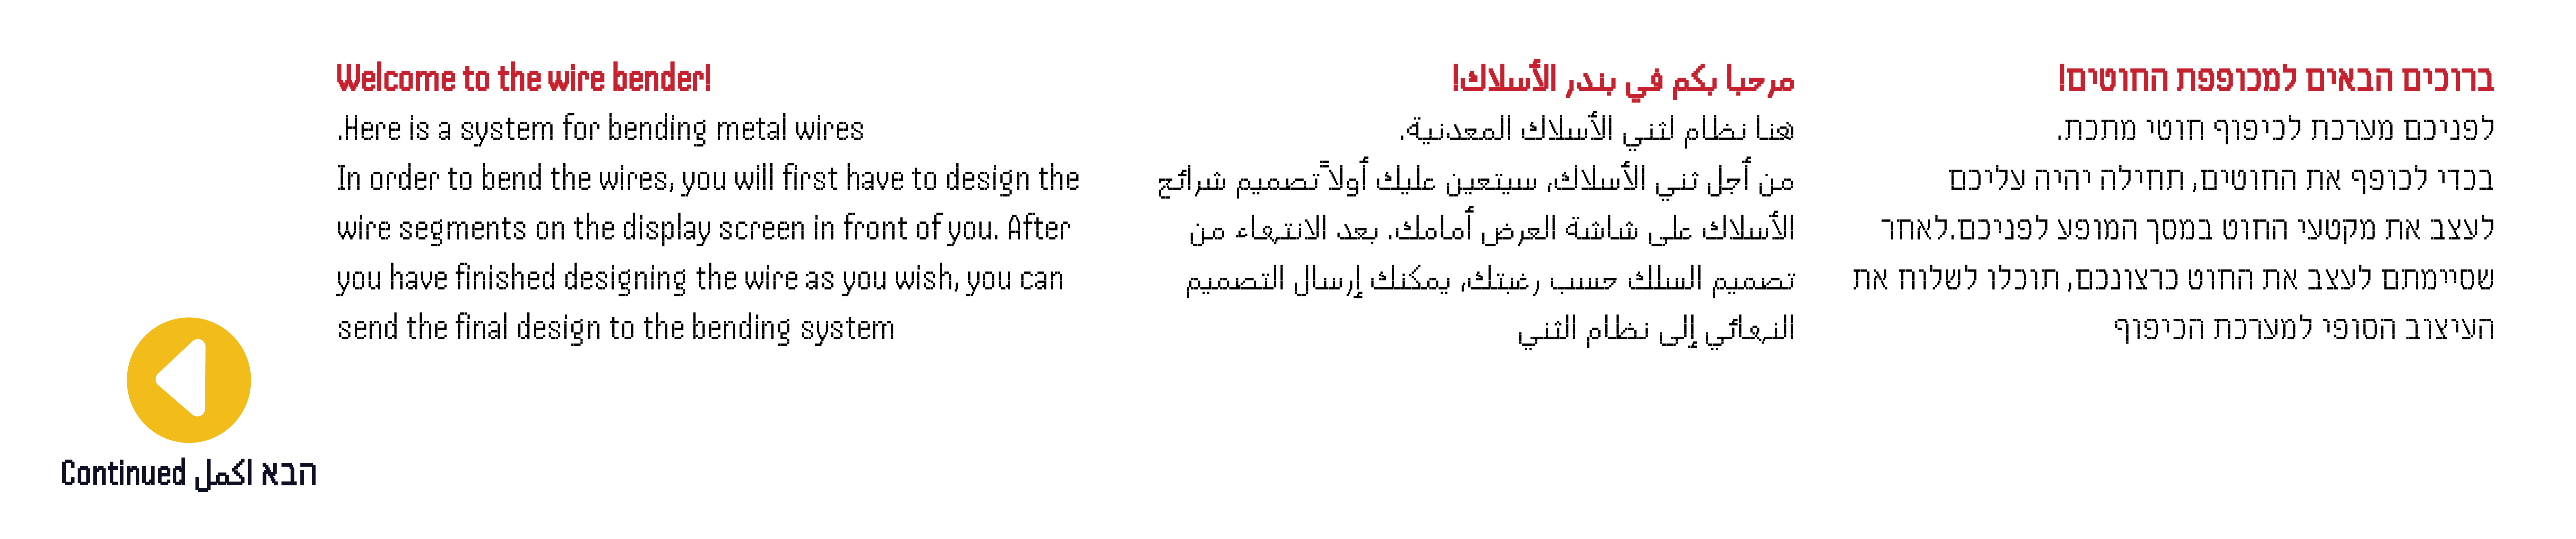 Welcome to the wire bender!
.Here is a system for bending metal wires
In order to bend the wires, you will first have to design the
wire segments on the display screen in front of you. After
you have finished designing the wire as you wish, you can
send the final design to the bending system
مرحبا بكم في بندر الأسلاك!
هنا نظام لثني الأسلاك المعدنية.
من أجل ثني الأسلاك، سيتعين عليك أولاً تصميم شرائح
الأسلاك على شاشة العرض أمامك. بعد الانتهاء من
تصميم السلك حسب رغبتك، يمكنك إرسال التصميم
النهائي إلى نظام الثني
ברוכים הבאים למכופפת החוטים!
לפניכם מערכת לכיפוף חוטי מתכת.
בכדי לכופף את החוטים, תחילה יהיה עליכם
לעצב את מקטעי החוט במסך המופע לפניכם.לאחר
שסיימתם לעצב את החוט כרצונכם, תוכלו לשלוח את
העיצוב הסופי למערכת הכיפוף
הבא اكمل Continued